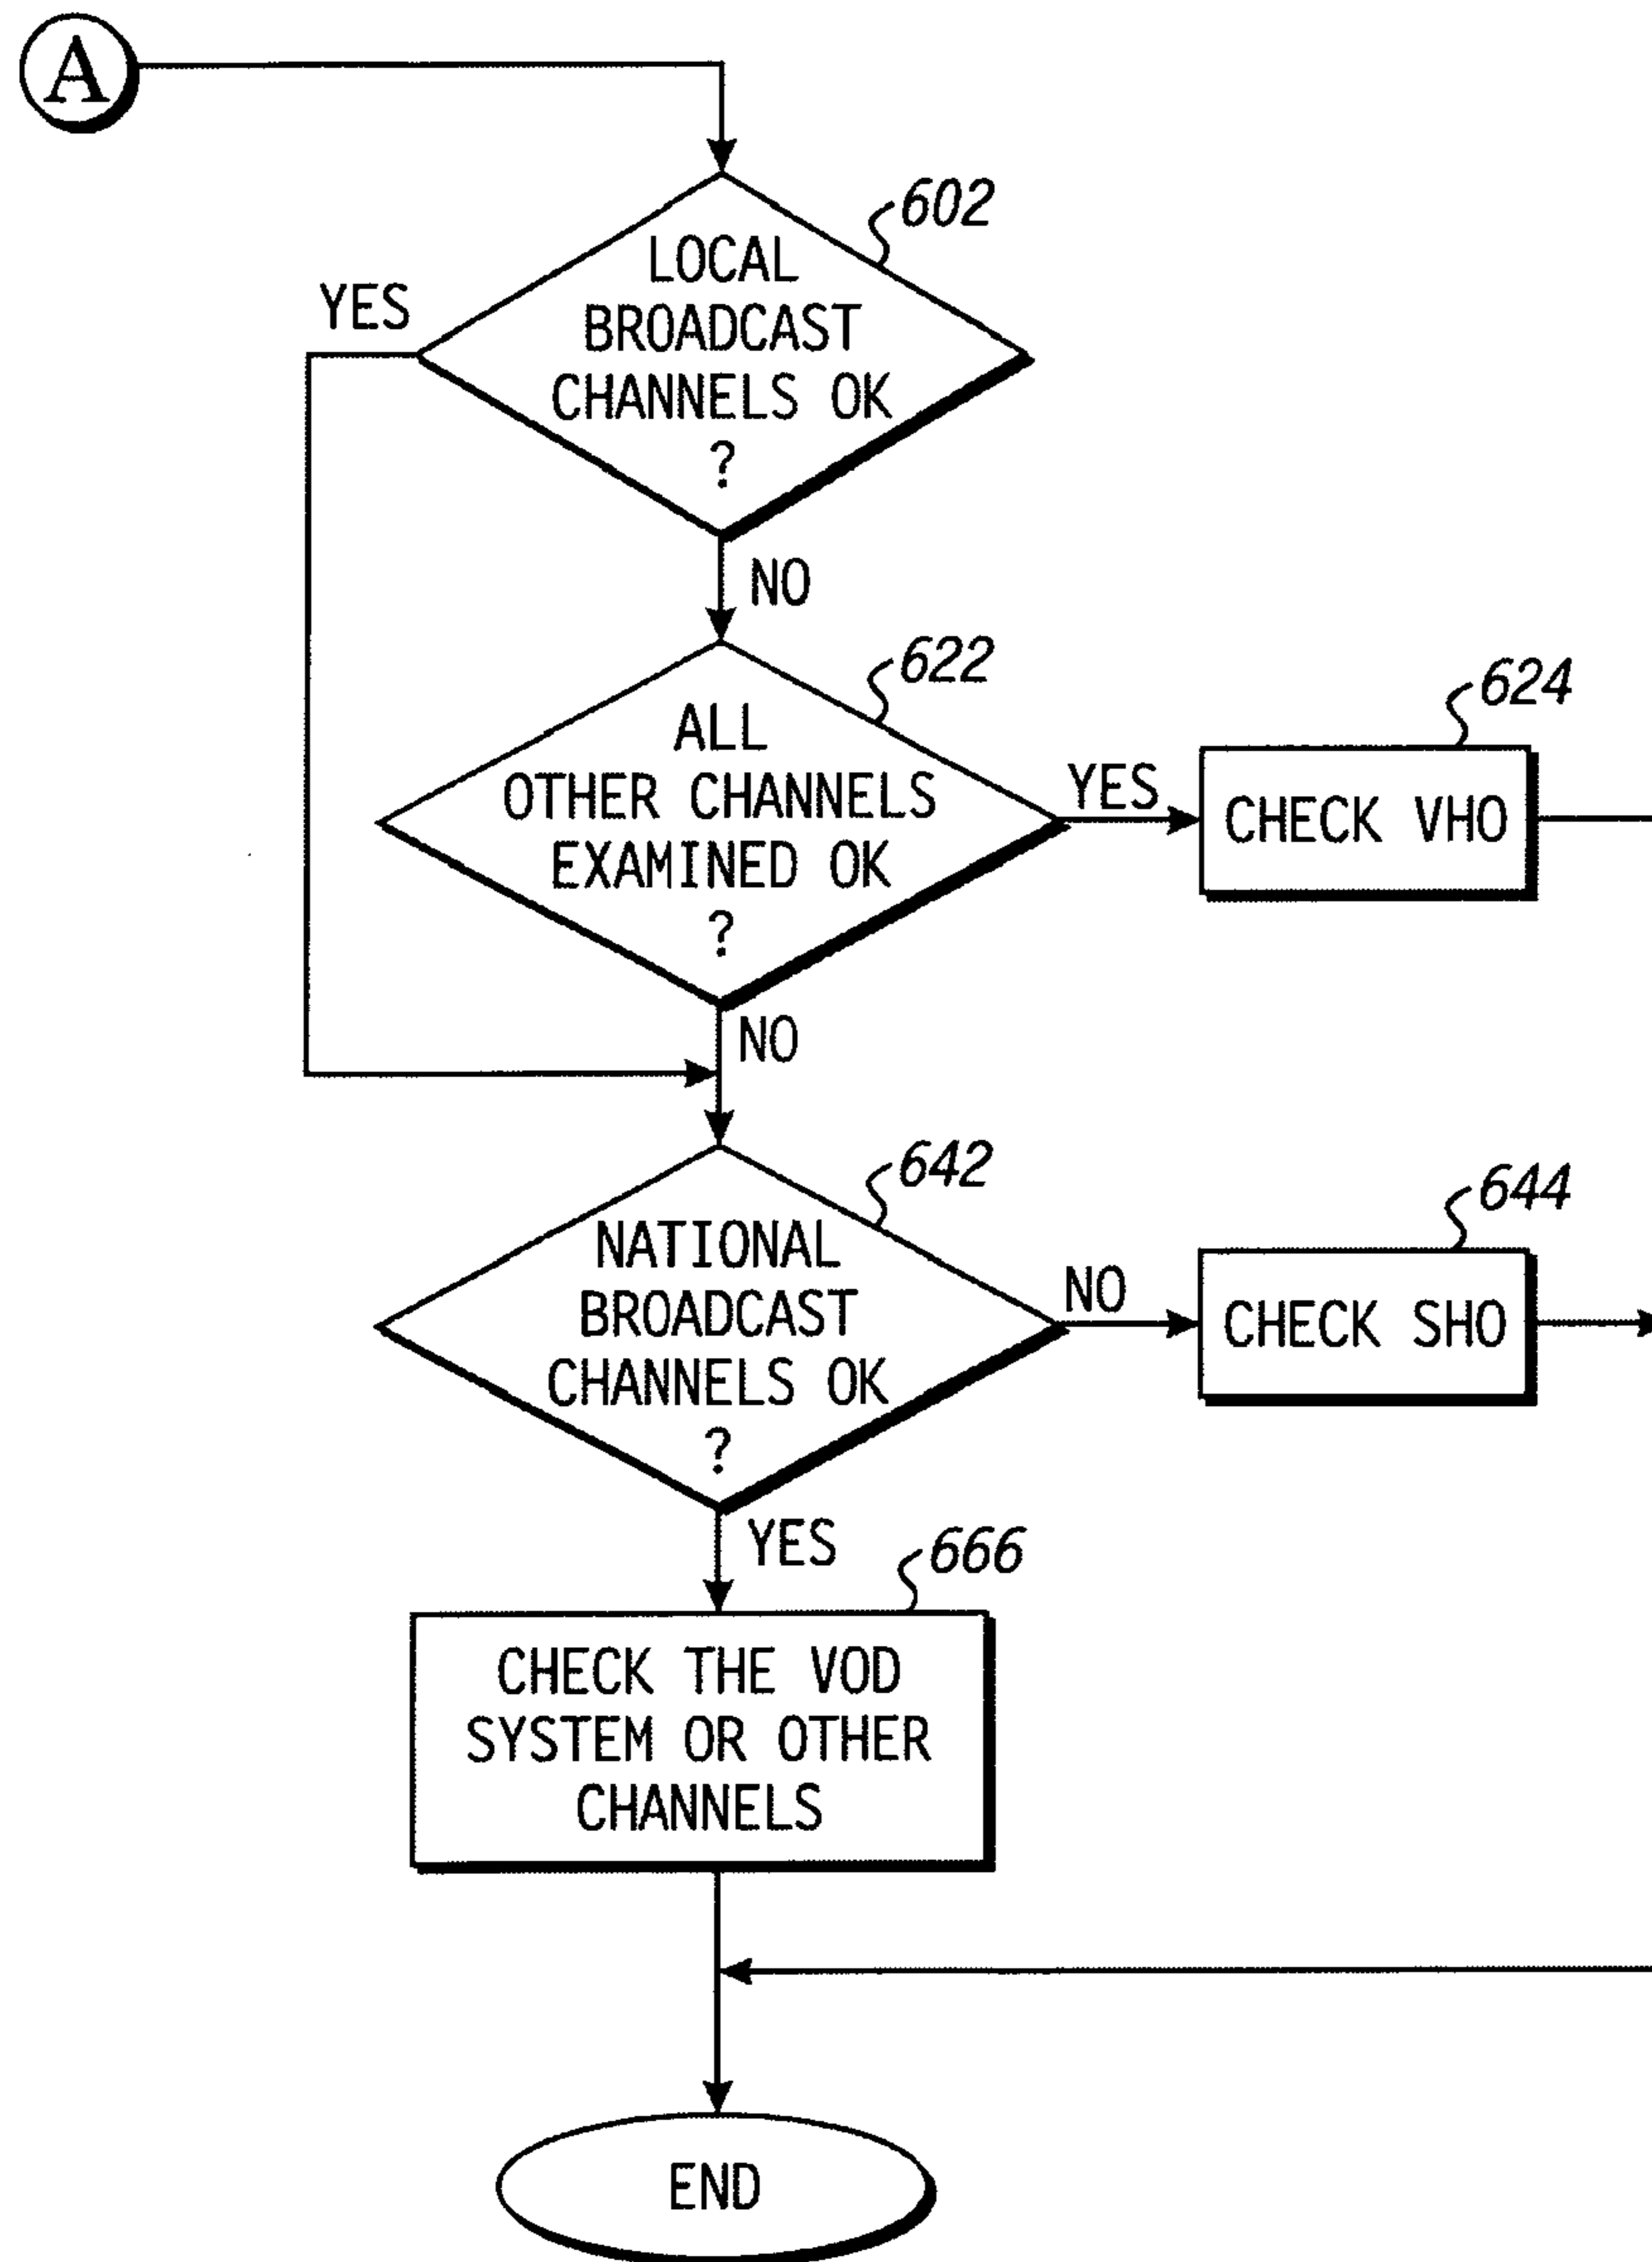 A
602
LOCAL
BROADCAST
CHANNELS OK
?
YES
NO
622
ALL
OTHER CHANNELS
EXAMINED OK
?
YES
624
CHECK VHO
NO
642
NATIONAL
BROADCAST
CHANNELS OK
?
NO
644
CHECK SHO
YES
666
CHECK THE VOD
SYSTEM OR OTHER
CHANNELS
END